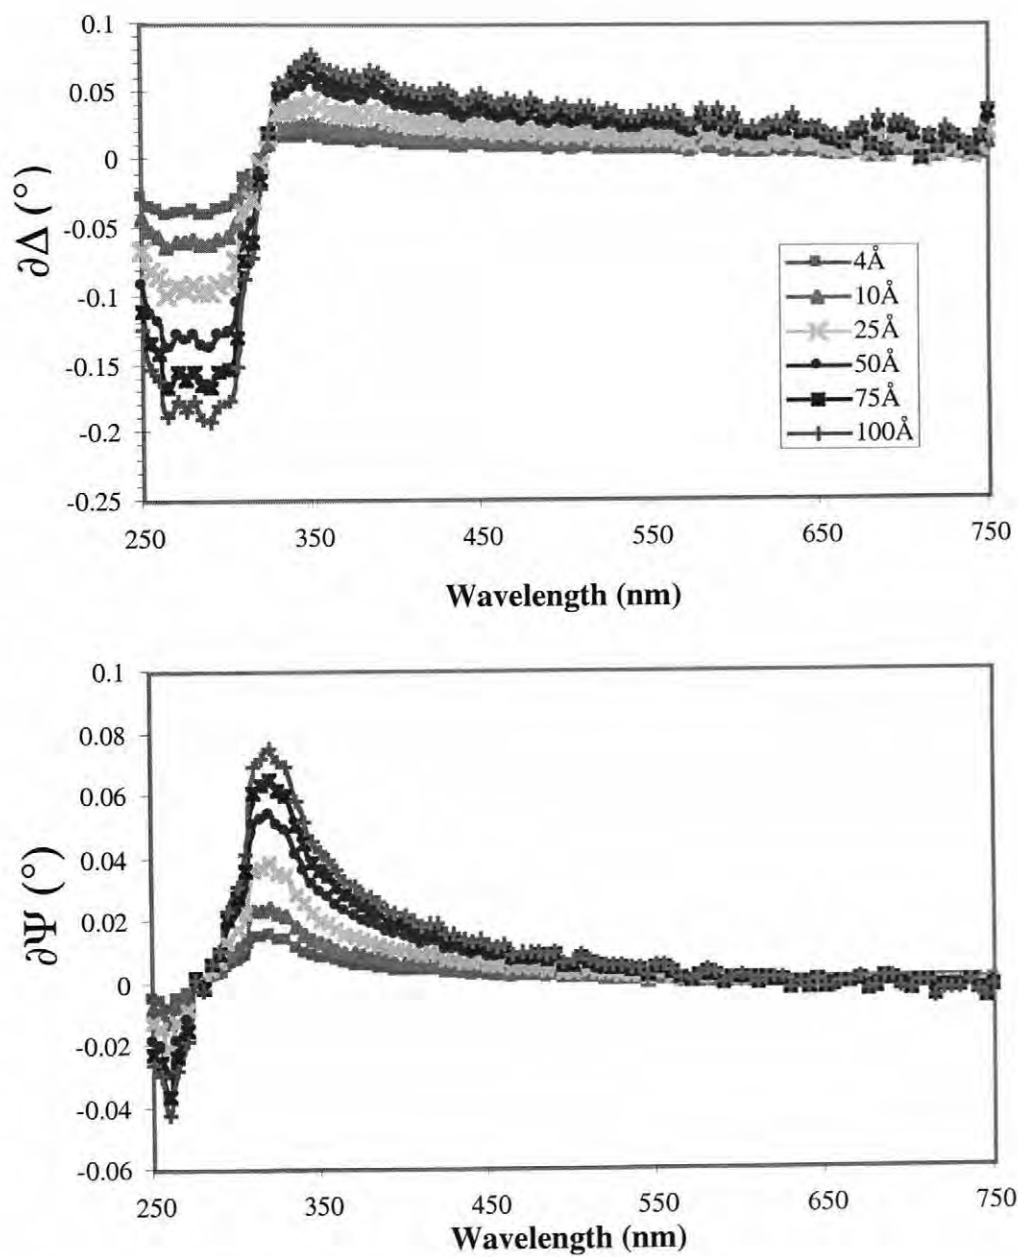 0.1
0.05
0
-0.05
-0.1
-0.15
-0.2
-0.25
∂Δ (°)
4Å
10Å
25Å
50Å
75Å
100Å
250 350 450 550 650 750
Wavelength (nm)
0.1
0.08
0.06
0.04
0.02
0
-0.02
-0.04
-0.06
∂Ψ (°)
250 350 450 550 650 750
Wavelength (nm)